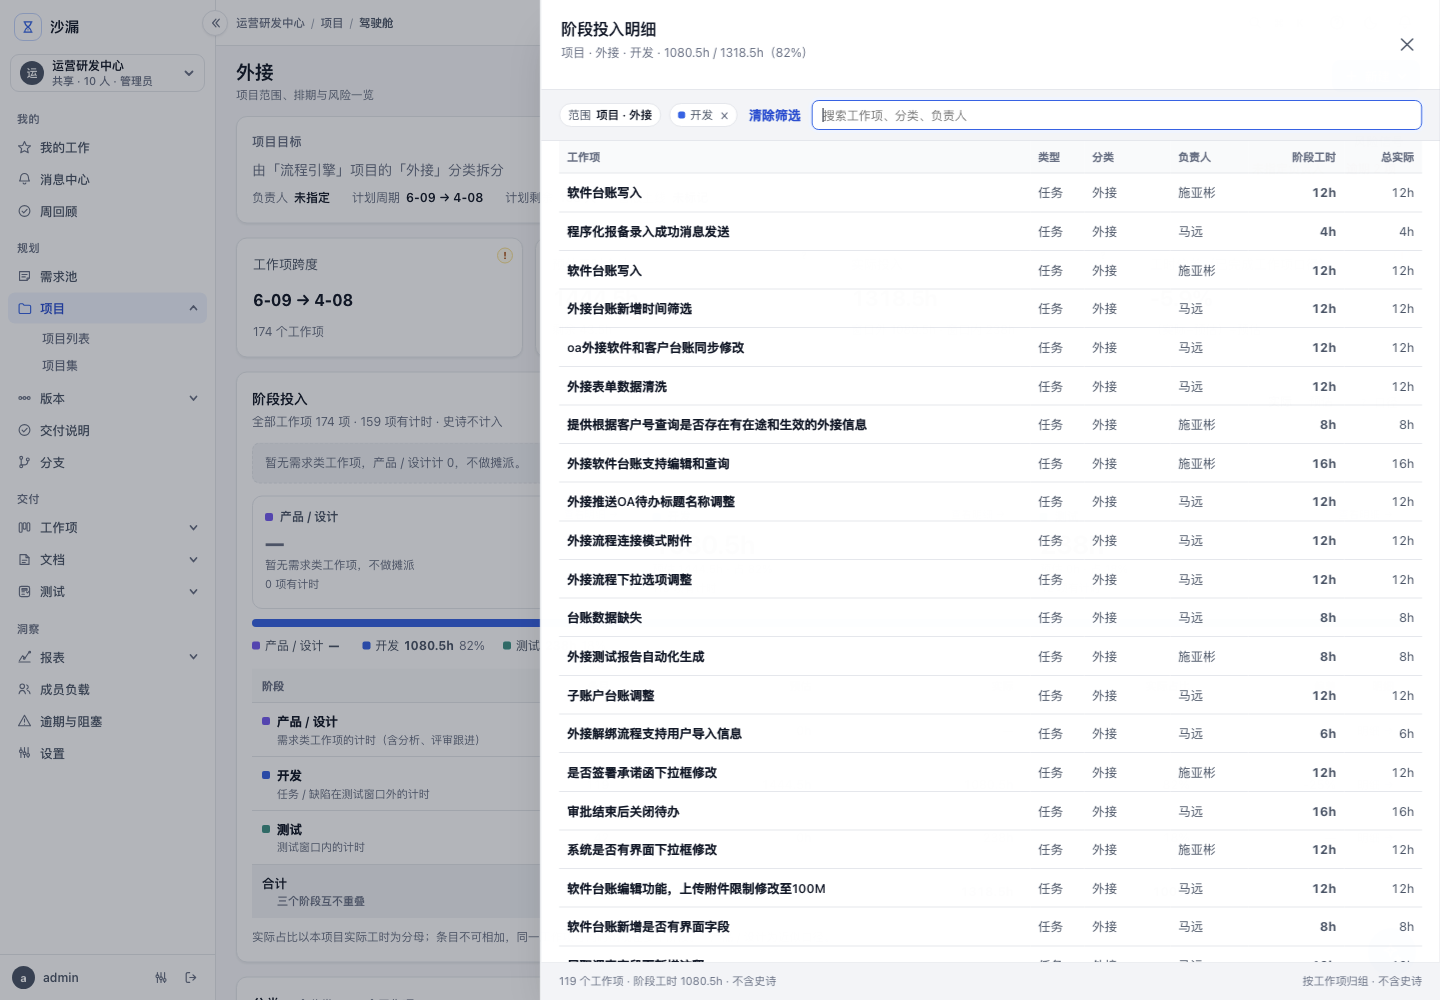 沙漏
运
运营研发中心
共享 · 10 人 · 管理员
我的
我的工作
消息中心
周回顾
规划
需求池
项目
项目列表
项目集
版本
交付说明
分支
交付
工作项
文档
测试
洞察
报表
成员负载
逾期与阻塞
设置
a admin
运营研发中心 / 项目 / 驾驶舱
外接
项目范围、排期与风险一览
项目目标
由「流程引擎」项目的「外接」分类拆分
负责人 未指定 计划周期 6-09 → 4-08 计划剩
工作项跨度
6-09 → 4-08
174 个工作项
阶段投入
全部工作项 174 项 · 159 项有计时 · 史诗不计入
暂无需求类工作项，产品 / 设计计 0，不做摊派。
产品 / 设计
—
暂无需求类工作项，不做摊派
0 项有计时
产品 / 设计 — 开发 1080.5h 82% 测试
阶段
产品 / 设计
需求类工作项的计时（含分析、评审跟进）
开发
任务 / 缺陷在测试窗口外的计时
测试
测试窗口内的计时
合计
三个阶段互不重叠
实际占比以本项目实际工时为分母；条目不可相加，同一
阶段投入明细
项目 · 外接 · 开发 · 1080.5h / 1318.5h（82%）
范围 项目 · 外接 开发 × 清除筛选 搜索工作项、分类、负责人
工作项 类型 分类 负责人 阶段工时 总实际
软件台账写入 任务 外接 施亚彬 12h 12h
程序化报备录入成功消息发送 任务 外接 马远 4h 4h
软件台账写入 任务 外接 施亚彬 12h 12h
外接台账新增时间筛选 任务 外接 马远 12h 12h
oa外接软件和客户台账同步修改 任务 外接 马远 12h 12h
外接表单数据清洗 任务 外接 马远 12h 12h
提供根据客户号查询是否存在有在途和生效的外接信息 任务 外接 施亚彬 8h 8h
外接软件台账支持编辑和查询 任务 外接 施亚彬 16h 16h
外接推送OA待办标题名称调整 任务 外接 马远 12h 12h
外接流程连接模式附件 任务 外接 马远 12h 12h
外接流程下拉选项调整 任务 外接 马远 12h 12h
台账数据缺失 任务 外接 马远 8h 8h
外接测试报告自动化生成 任务 外接 施亚彬 8h 8h
子账户台账调整 任务 外接 马远 12h 12h
外接解绑流程支持用户导入信息 任务 外接 马远 6h 6h
是否签署承诺函下拉框修改 任务 外接 施亚彬 12h 12h
审批结束后关闭待办 任务 外接 马远 16h 16h
系统是否有界面下拉框修改 任务 外接 施亚彬 12h 12h
软件台账编辑功能，上传附件限制修改至100M 任务 外接 马远 12h 12h
软件台账新增是否有界面字段 任务 外接 马远 8h 8h
119 个工作项 · 阶段工时 1080.5h · 不含史诗
按工作项归组 · 不含史诗